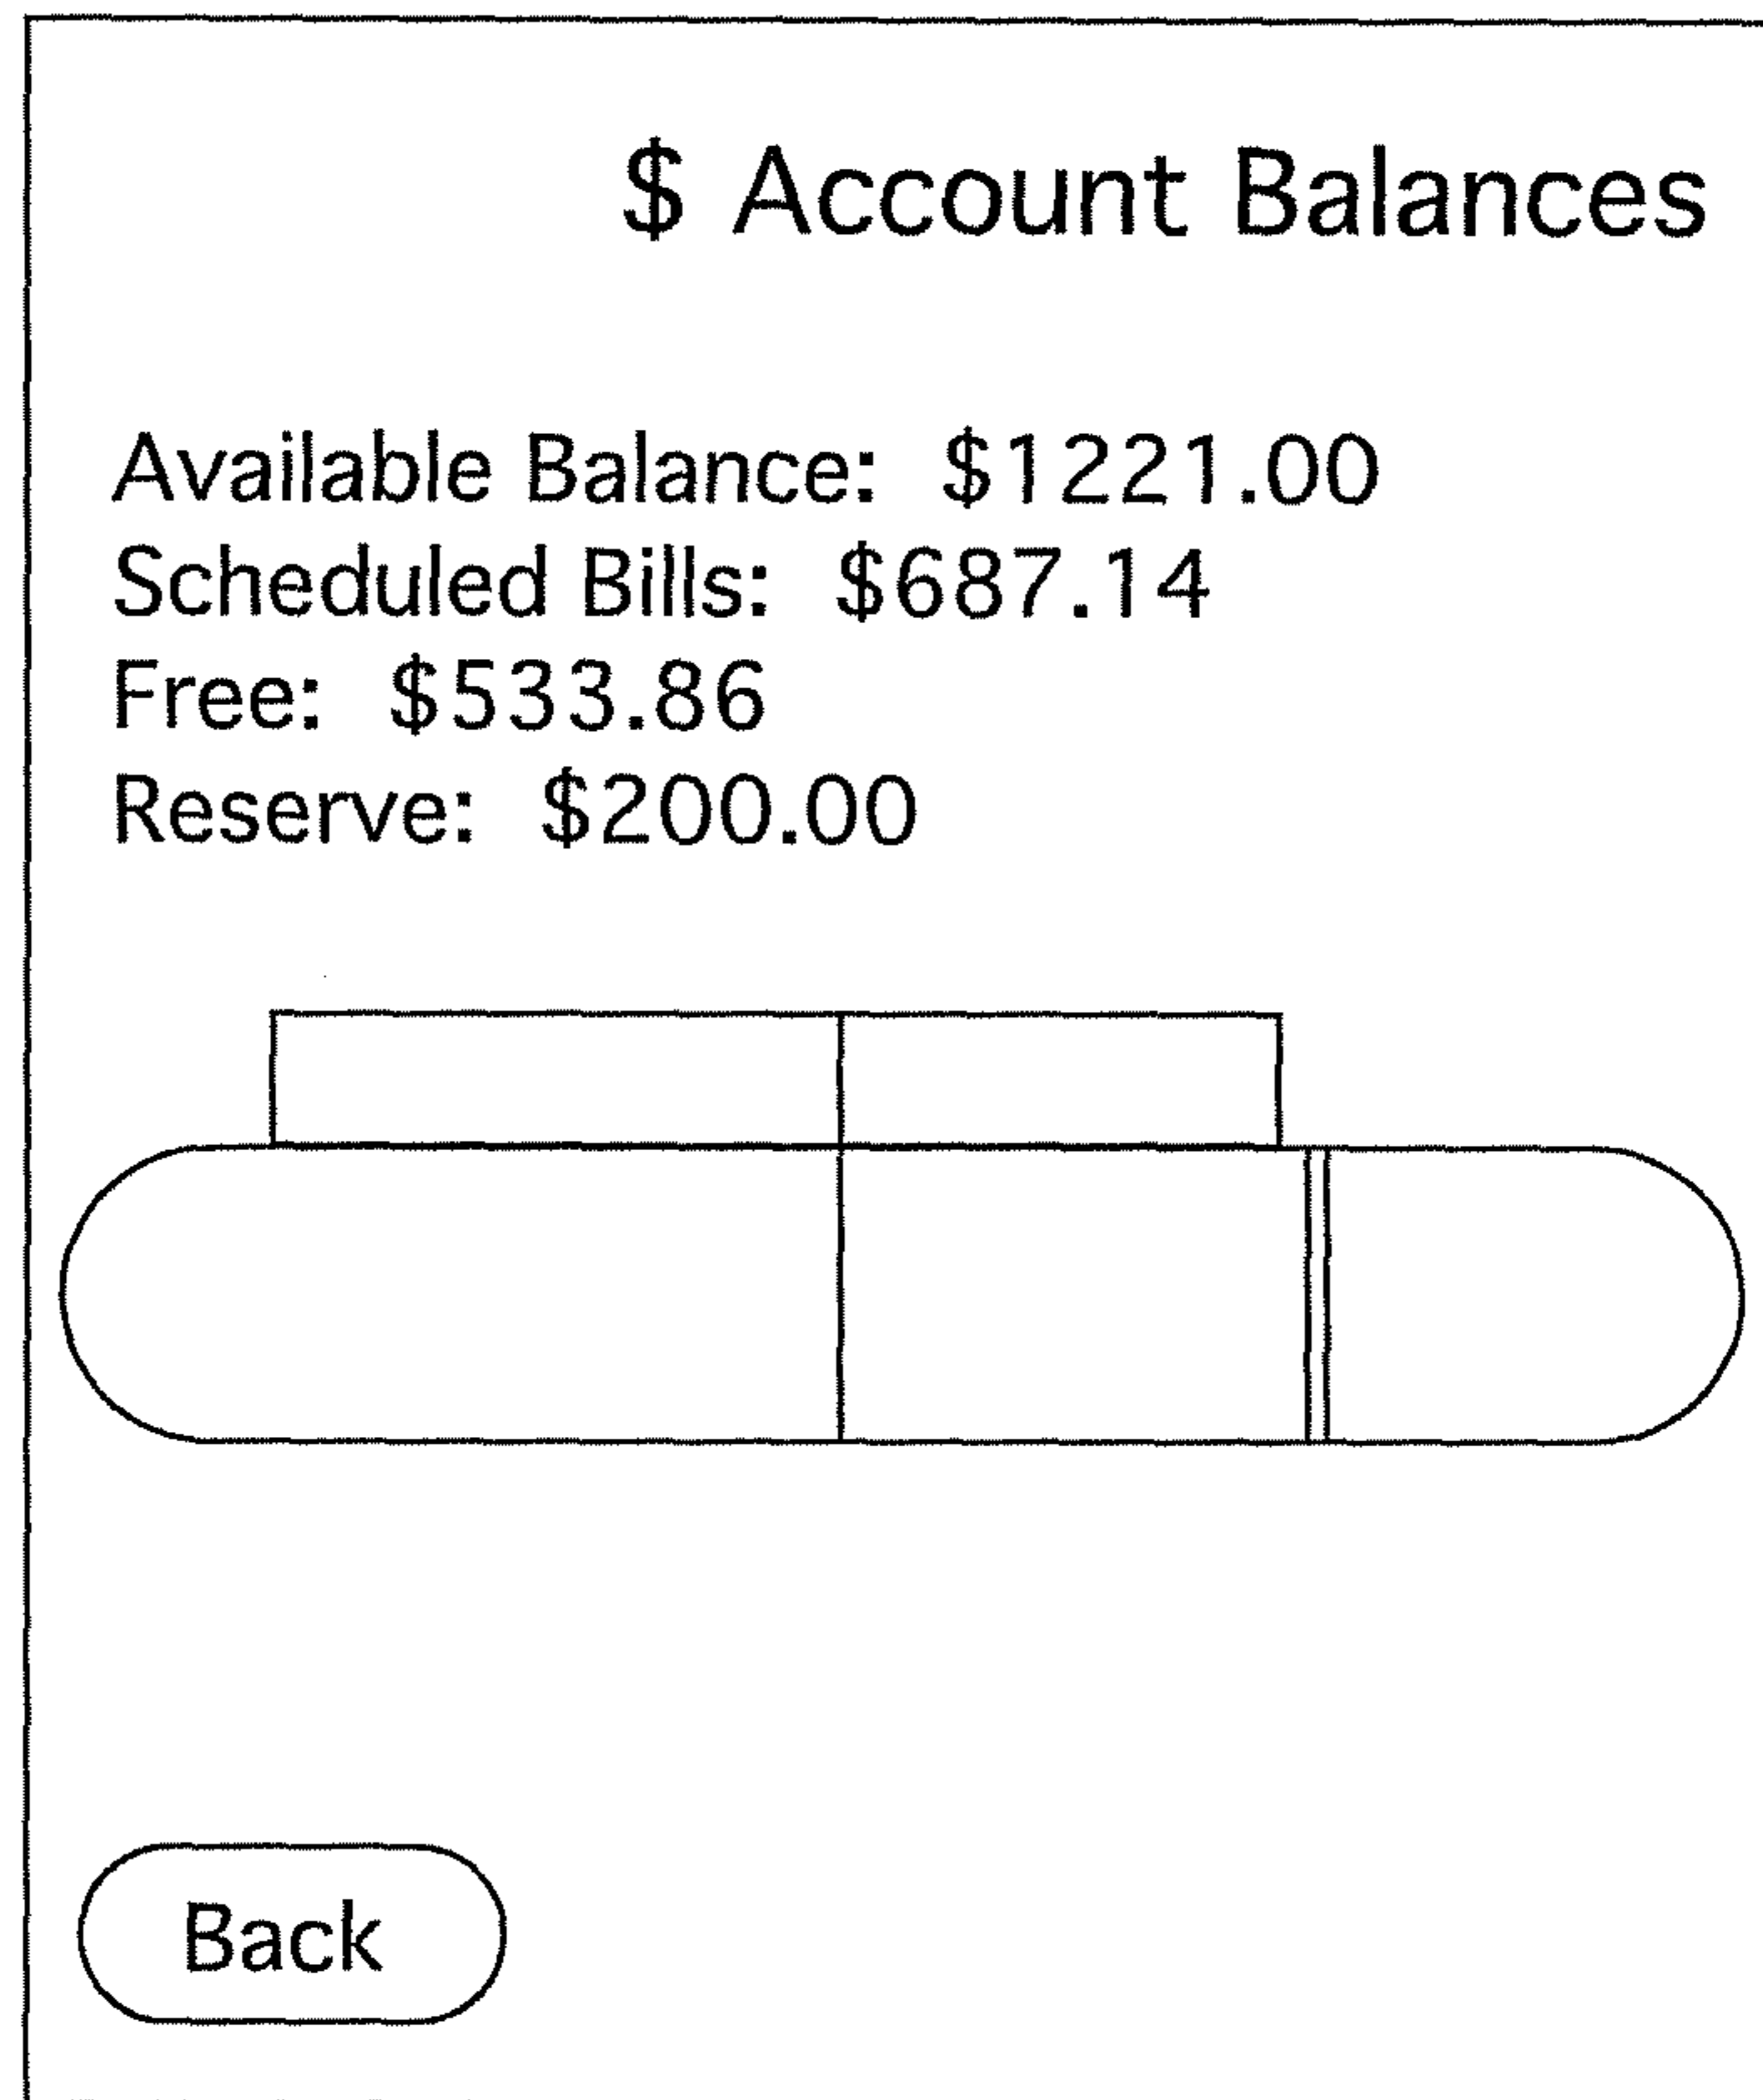 $ Account Balances
Available Balance: $1221.00
Scheduled Bills: $687.14
Free: $533.86
Reserve: $200.00
Back